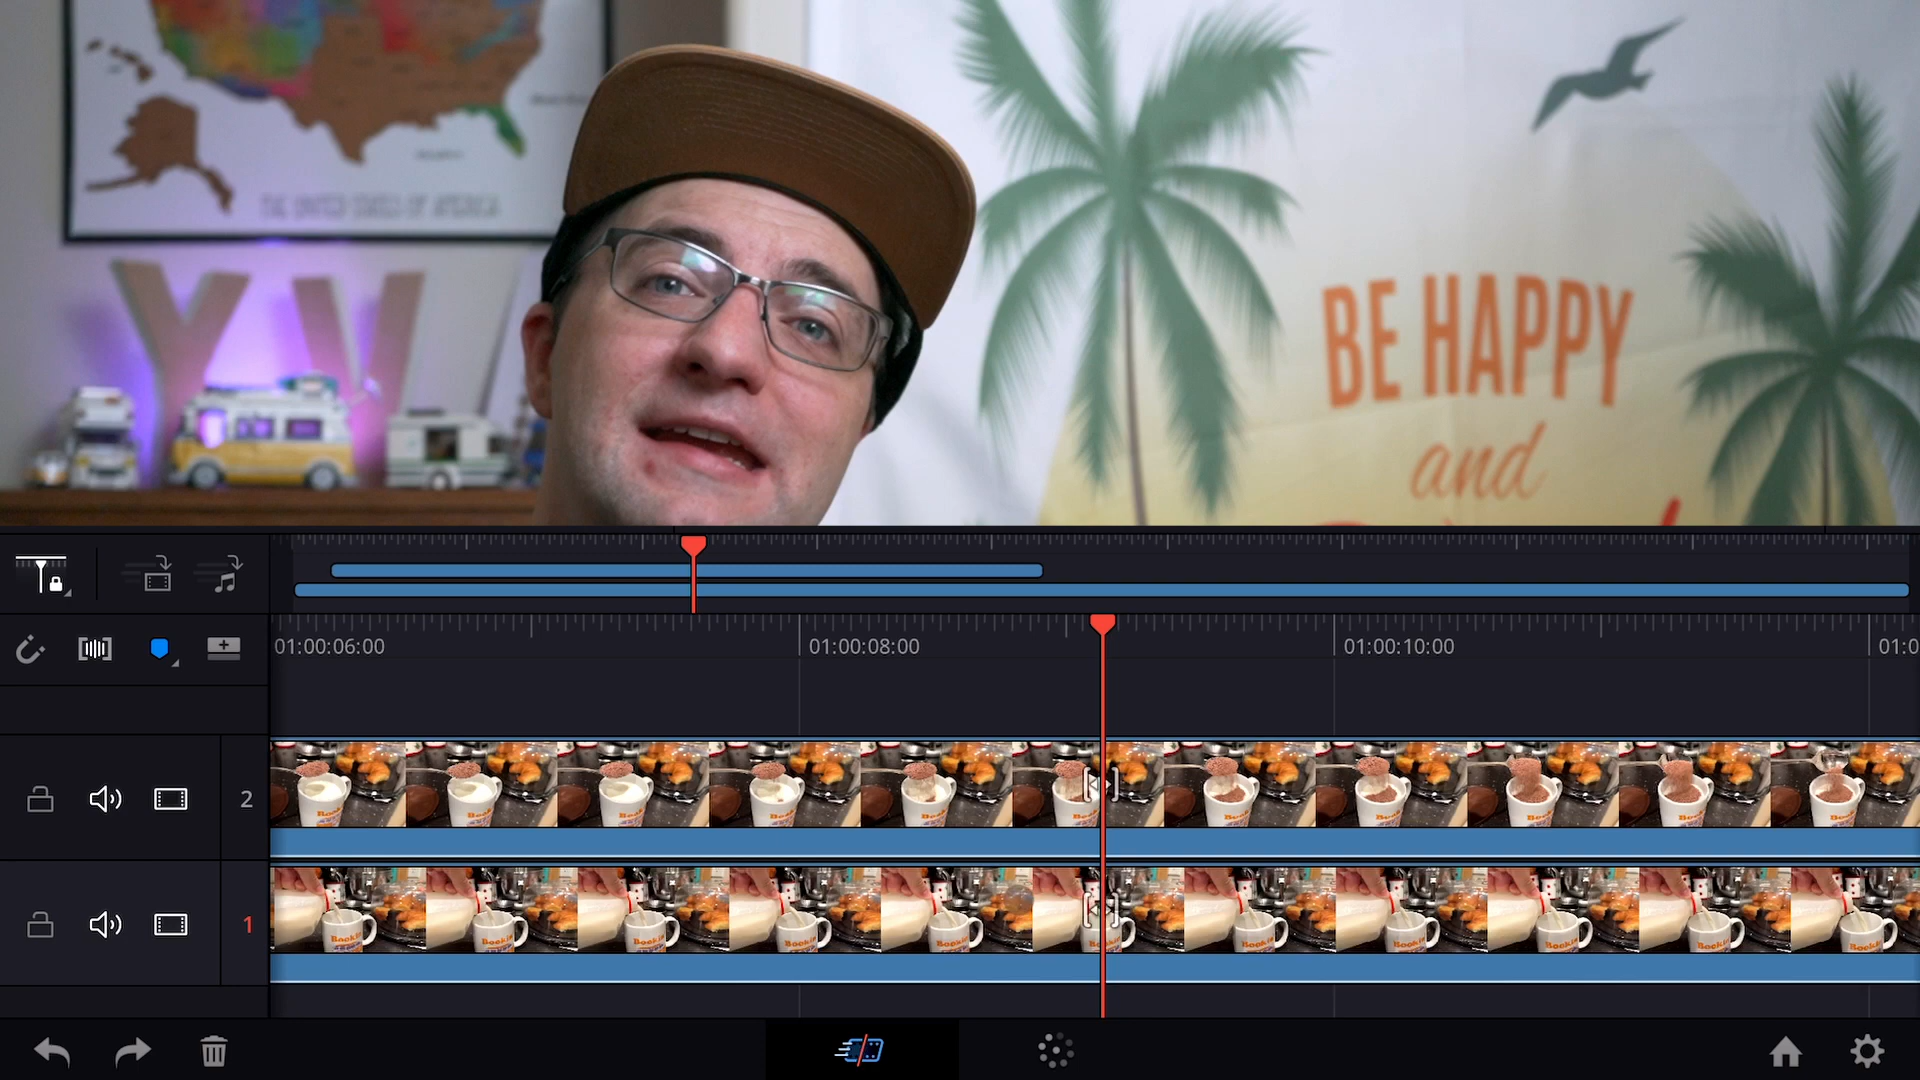 THE UNITED STATES OF AMERICA
YV
BE HAPPY
and
01:00:06:00
01:00:08:00
01:00:10:00
01:0
2
1